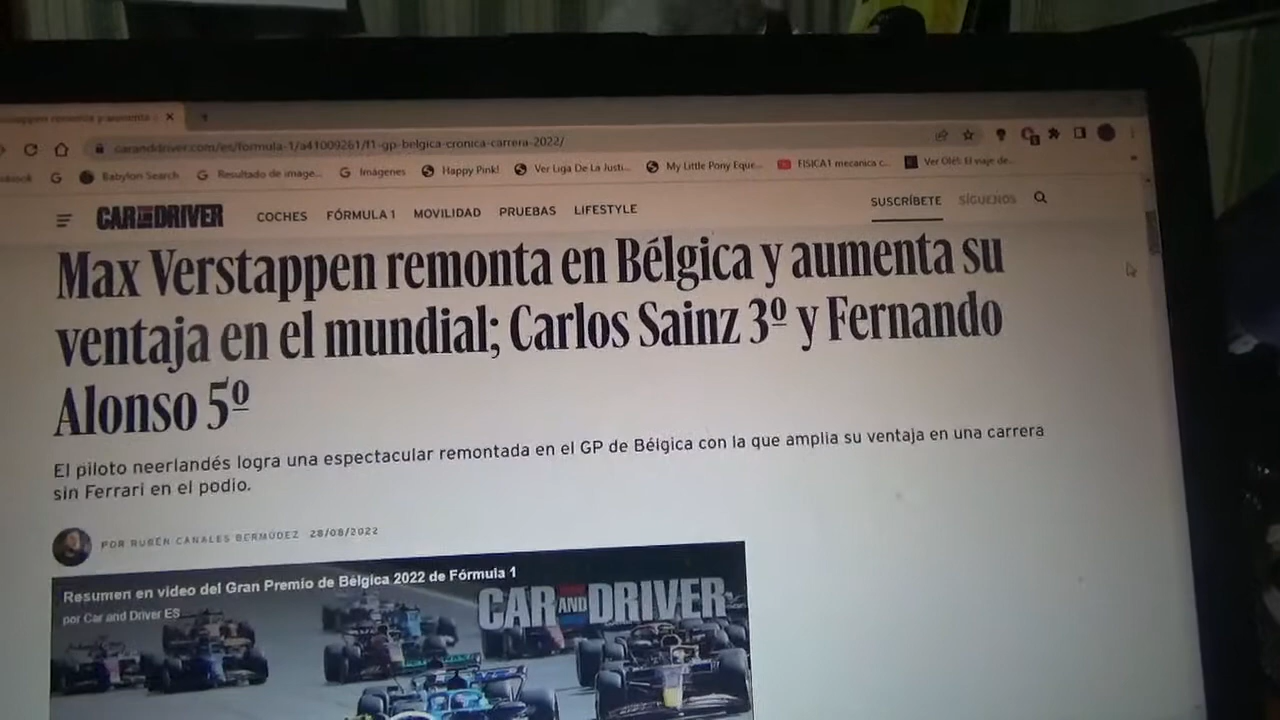 caranddriver.com/es/formula-1/a41009261/f1-gp-belgica-cronica-carrera-2022/
Babylon Search
Resultado de image...
Imágenes
Happy Pink!
Ver Liga De La Justi...
My Little Pony Eque...
FISICA1 mecanica c...
Ver Olé!: El viaje de...
CAR AND DRIVER
COCHES
FÓRMULA 1
MOVILIDAD
PRUEBAS
LIFESTYLE
SUSCRÍBETE
SÍGUENOS
Max Verstappen remonta en Bélgica y aumenta su
ventaja en el mundial; Carlos Sainz 3º y Fernando
Alonso 5º
El piloto neerlandés logra una espectacular remontada en el GP de Bélgica con la que amplia su ventaja en una carrera
sin Ferrari en el podio.
POR RUBÉN CANALES BERMÚDEZ 28/08/2022
Resumen en video del Gran Premio de Bélgica 2022 de Fórmula 1
por Car and Driver ES
CAR AND DRIVER